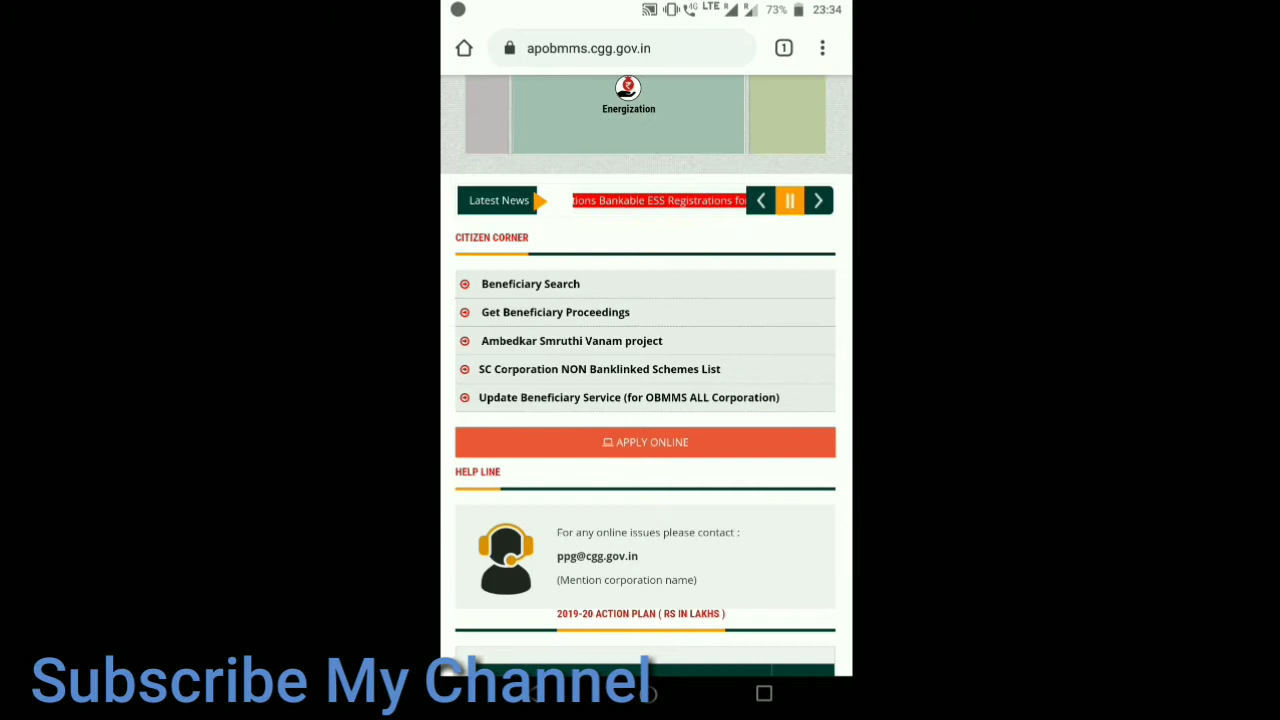 4G LTE R R 73% 23:34
apobmms.cgg.gov.in 1
Energization
Latest News tions Bankable ESS Registrations fo
CITIZEN CORNER
Beneficiary Search
Get Beneficiary Proceedings
Ambedkar Smruthi Vanam project
SC Corporation NON Banklinked Schemes List
Update Beneficiary Service (for OBMMS ALL Corporation)
APPLY ONLINE
HELP LINE
For any online issues please contact :
ppg@cgg.gov.in
(Mention corporation name)
2019-20 ACTION PLAN ( RS IN LAKHS )
Subscribe My Channel